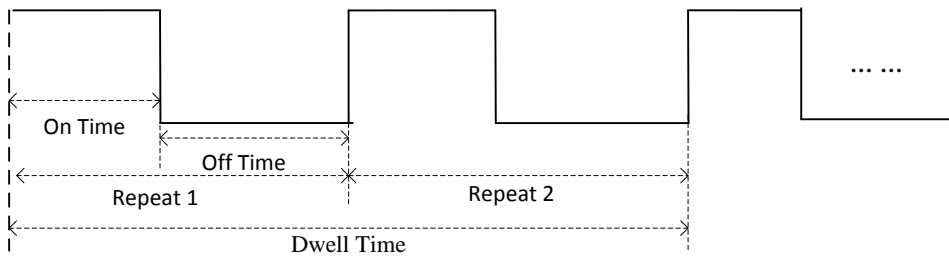 ... ...
On Time
Off Time
Repeat 1
Repeat 2
Dwell Time